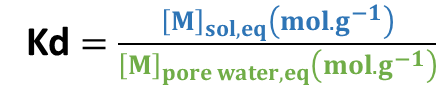 Kd = [M]sol,eq(mol.g⁻¹)
[M]pore water,eq(mol.g⁻¹)